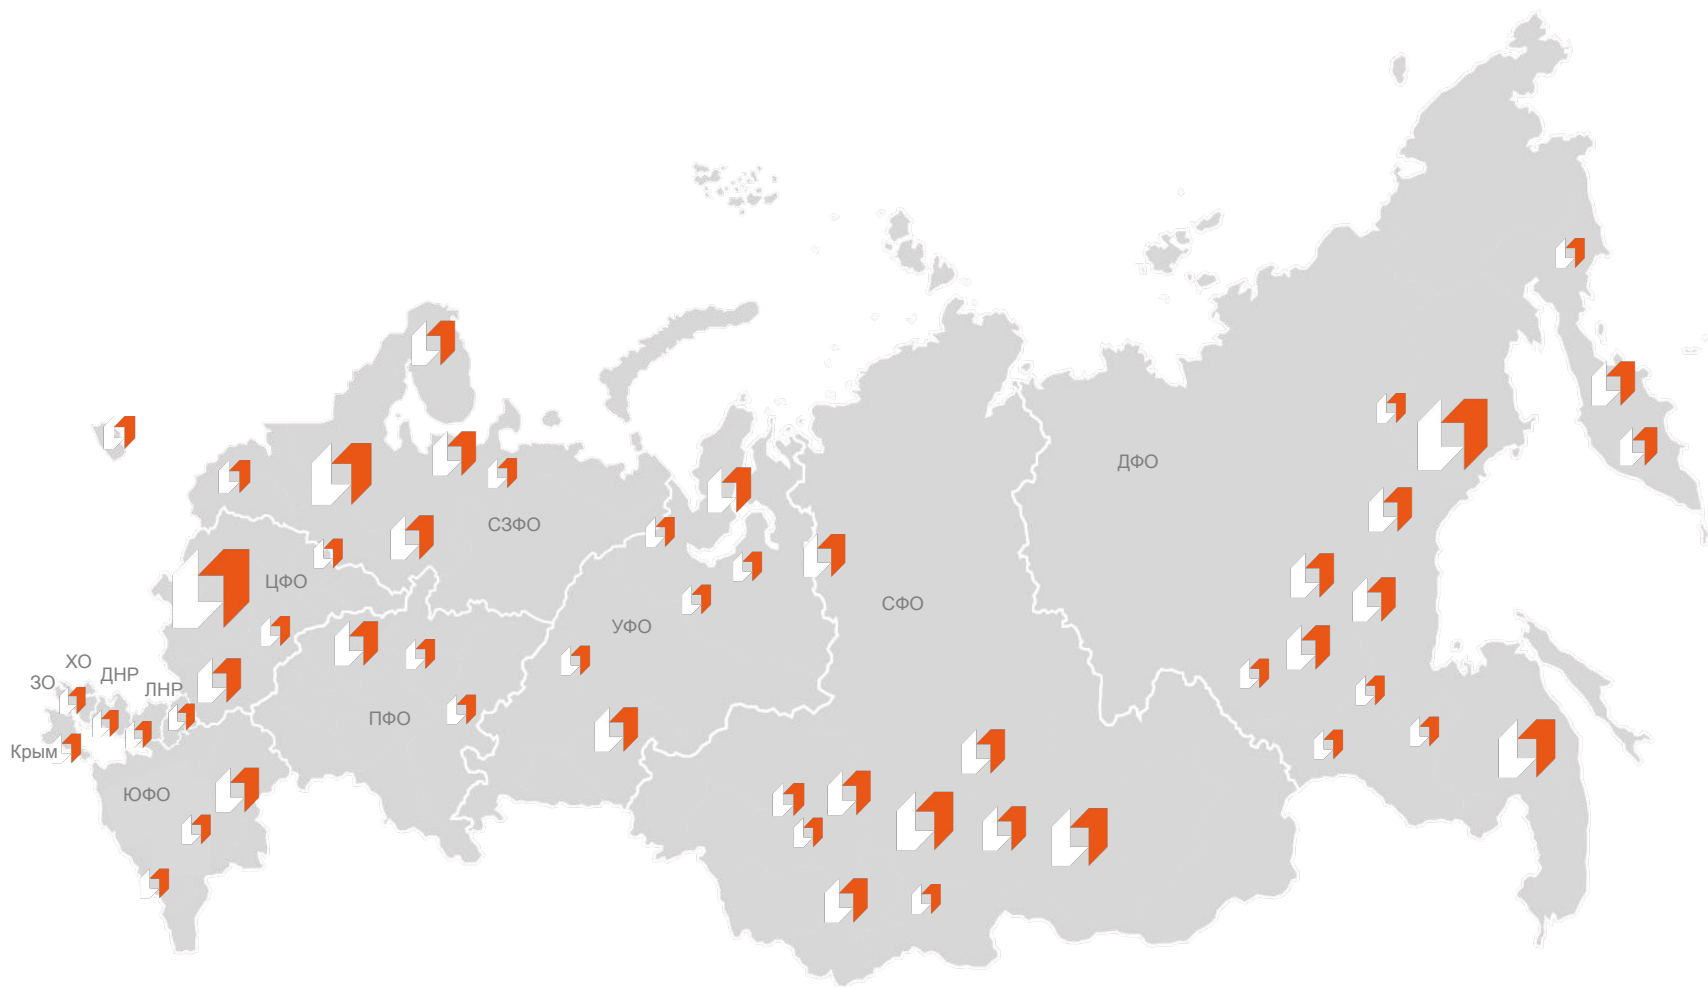 ДФО
СЗФО
ЦФО
СФО
УФО
ХО
ДНР
ЗО
ЛНР
ПФО
Крым
ЮФО